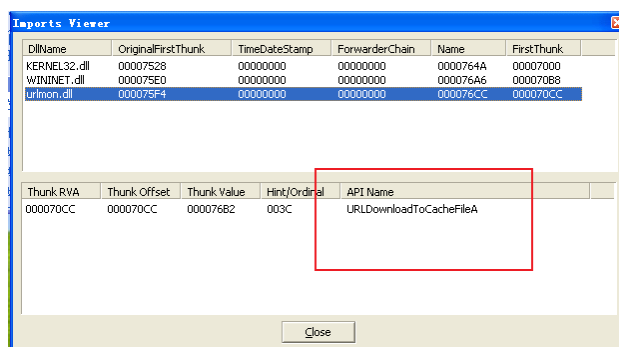 Imports Viewer
DllName OriginalFirstThunk TimeDateStamp ForwarderChain Name FirstThunk
KERNEL32.dll 00007528 00000000 00000000 0000764A 00007000
WININET.dll 000075E0 00000000 00000000 000076A6 000070B8
urlmon.dll 000075F4 00000000 00000000 000076CC 000070CC
Thunk RVA Thunk Offset Thunk Value Hint/Ordinal API Name
000070CC 000070CC 000076B2 003C URLDownloadToCacheFileA
Close